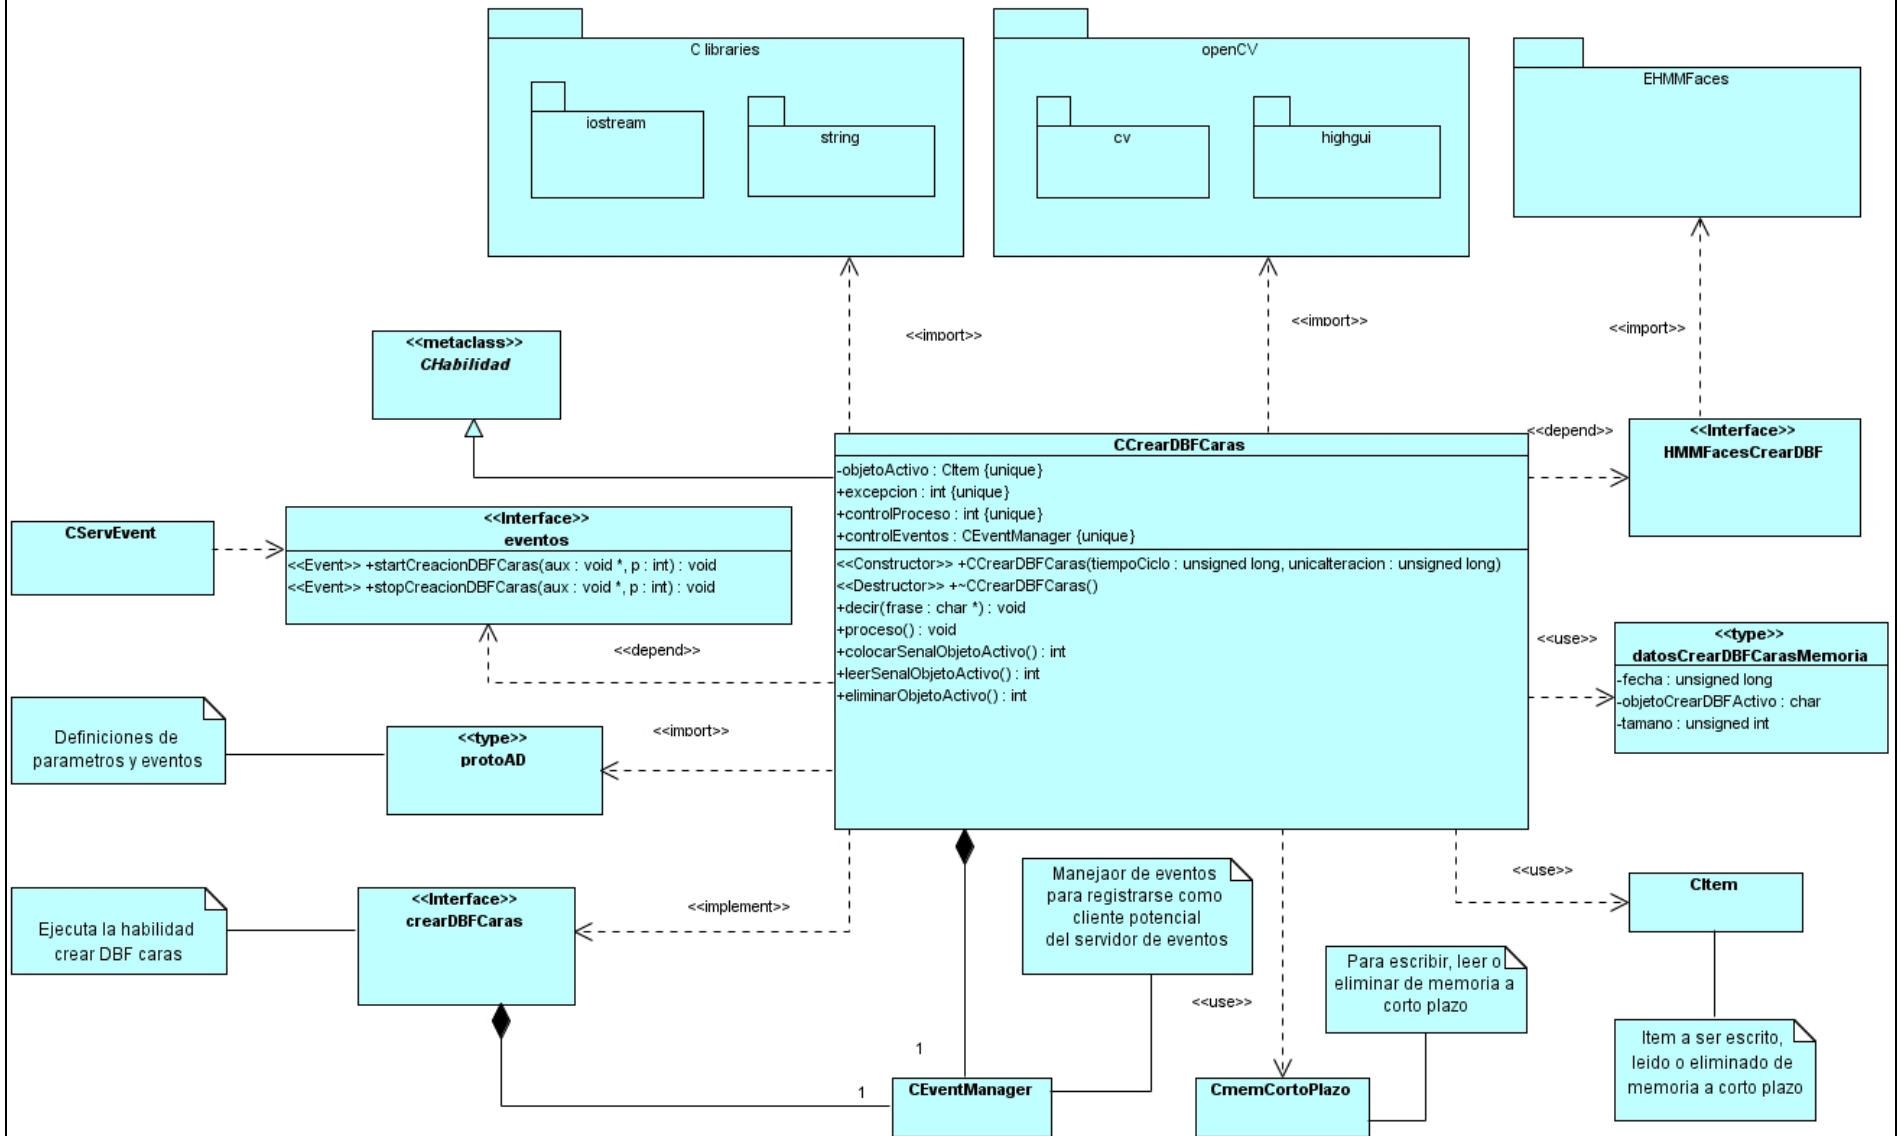 C libraries
iostream
string
openCV
cv
highgui
EHMMFaces
<<import>>
<<import>>
<<import>>
<<metaclass>>
CHabilidad
CServEvent
<<Interface>>
eventos
<<Event>> +startCreacionDBFCaras(aux : void *, p : int) : void
<<Event>> +stopCreacionDBFCaras(aux : void *, p : int) : void
<<depend>>
CCrearDBFCaras
-objetoActivo : CItem {unique}
+excepcion : int {unique}
+controlProceso : int {unique}
+controlEventos : CEventManager {unique}
<<Constructor>> +CCrearDBFCaras(tiempoCiclo : unsigned long, unicaIteracion : unsigned long)
<<Destructor>> +~CCrearDBFCaras()
+decir(frase : char *) : void
+proceso() : void
+colocarSenalObjetoActivo() : int
+leerSenalObjetoActivo() : int
+eliminarObjetoActivo() : int
<<depend>>
<<Interface>>
HMMFacesCrearDBF
<<use>>
<<type>>
datosCrearDBFCarasMemoria
-fecha : unsigned long
-objetoCrearDBFActivo : char
-tamano : unsigned int
Definiciones de
parametros y eventos
<<type>>
protoAD
<<import>>
Ejecuta la habilidad
crear DBF caras
<<Interface>>
crearDBFCaras
<<implement>>
Manejaor de eventos
para registrarse como
cliente potencial
del servidor de eventos
<<use>>
CItem
Para escribir, leer o
eliminar de memoria a
corto plazo
<<use>>
Item a ser escrito,
leido o eliminado de
memoria a corto plazo
1
1
CEventManager
CmemCortoPlazo